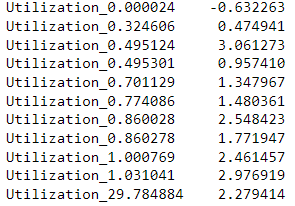 Utilization_0.000024 -0.632263
Utilization_0.324606 0.474941
Utilization_0.495124 3.061273
Utilization_0.495301 0.957410
Utilization_0.701129 1.347967
Utilization_0.774086 1.480361
Utilization_0.860028 2.548423
Utilization_0.860278 1.771947
Utilization_1.000769 2.461457
Utilization_1.031041 2.976919
Utilization_29.784884 2.279414